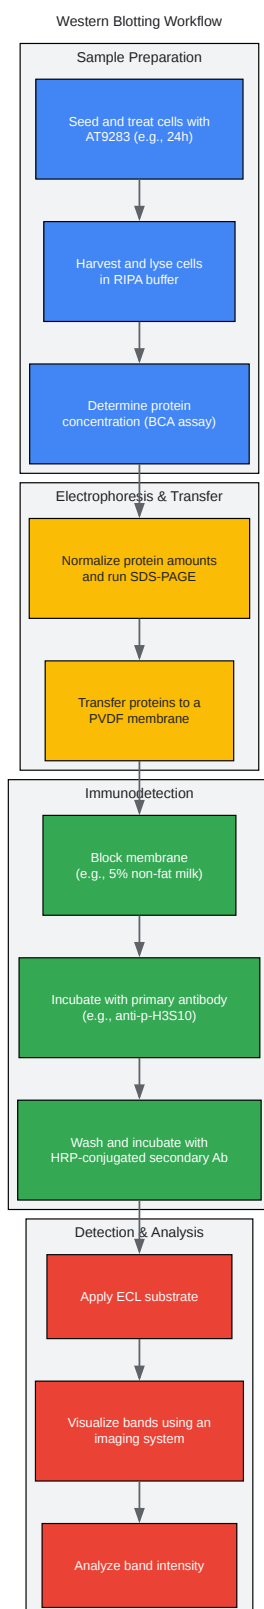 Western Blotting Workflow
Sample Preparation
Seed and treat cells with
AT9283 (e.g., 24h)
Harvest and lyse cells
in RIPA buffer
Determine protein
concentration (BCA assay)
Electrophoresis & Transfer
Normalize protein amounts
and run SDS-PAGE
Transfer proteins to a
PVDF membrane
Immunodetection
Block membrane
(e.g., 5% non-fat milk)
Incubate with primary antibody
(e.g., anti-p-H3S10)
Wash and incubate with
HRP-conjugated secondary Ab
Detection & Analysis
Apply ECL substrate
Visualize bands using an
imaging system
Analyze band intensity